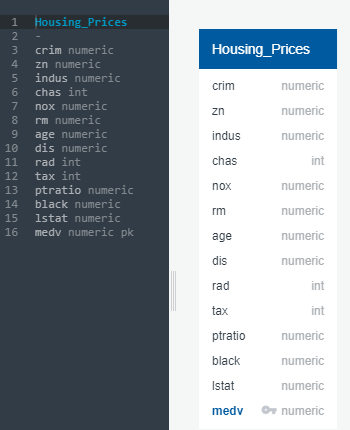 1 Housing_Prices
2 -
3 crim numeric
4 zn numeric
5 indus numeric
6 chas int
7 nox numeric
8 rm numeric
9 age numeric
10 dis numeric
11 rad int
12 tax int
13 ptratio numeric
14 black numeric
15 lstat numeric
16 medv numeric pk
Housing_Prices
crim numeric
zn numeric
indus numeric
chas int
nox numeric
rm numeric
age numeric
dis numeric
rad int
tax int
ptratio numeric
black numeric
lstat numeric
medv numeric